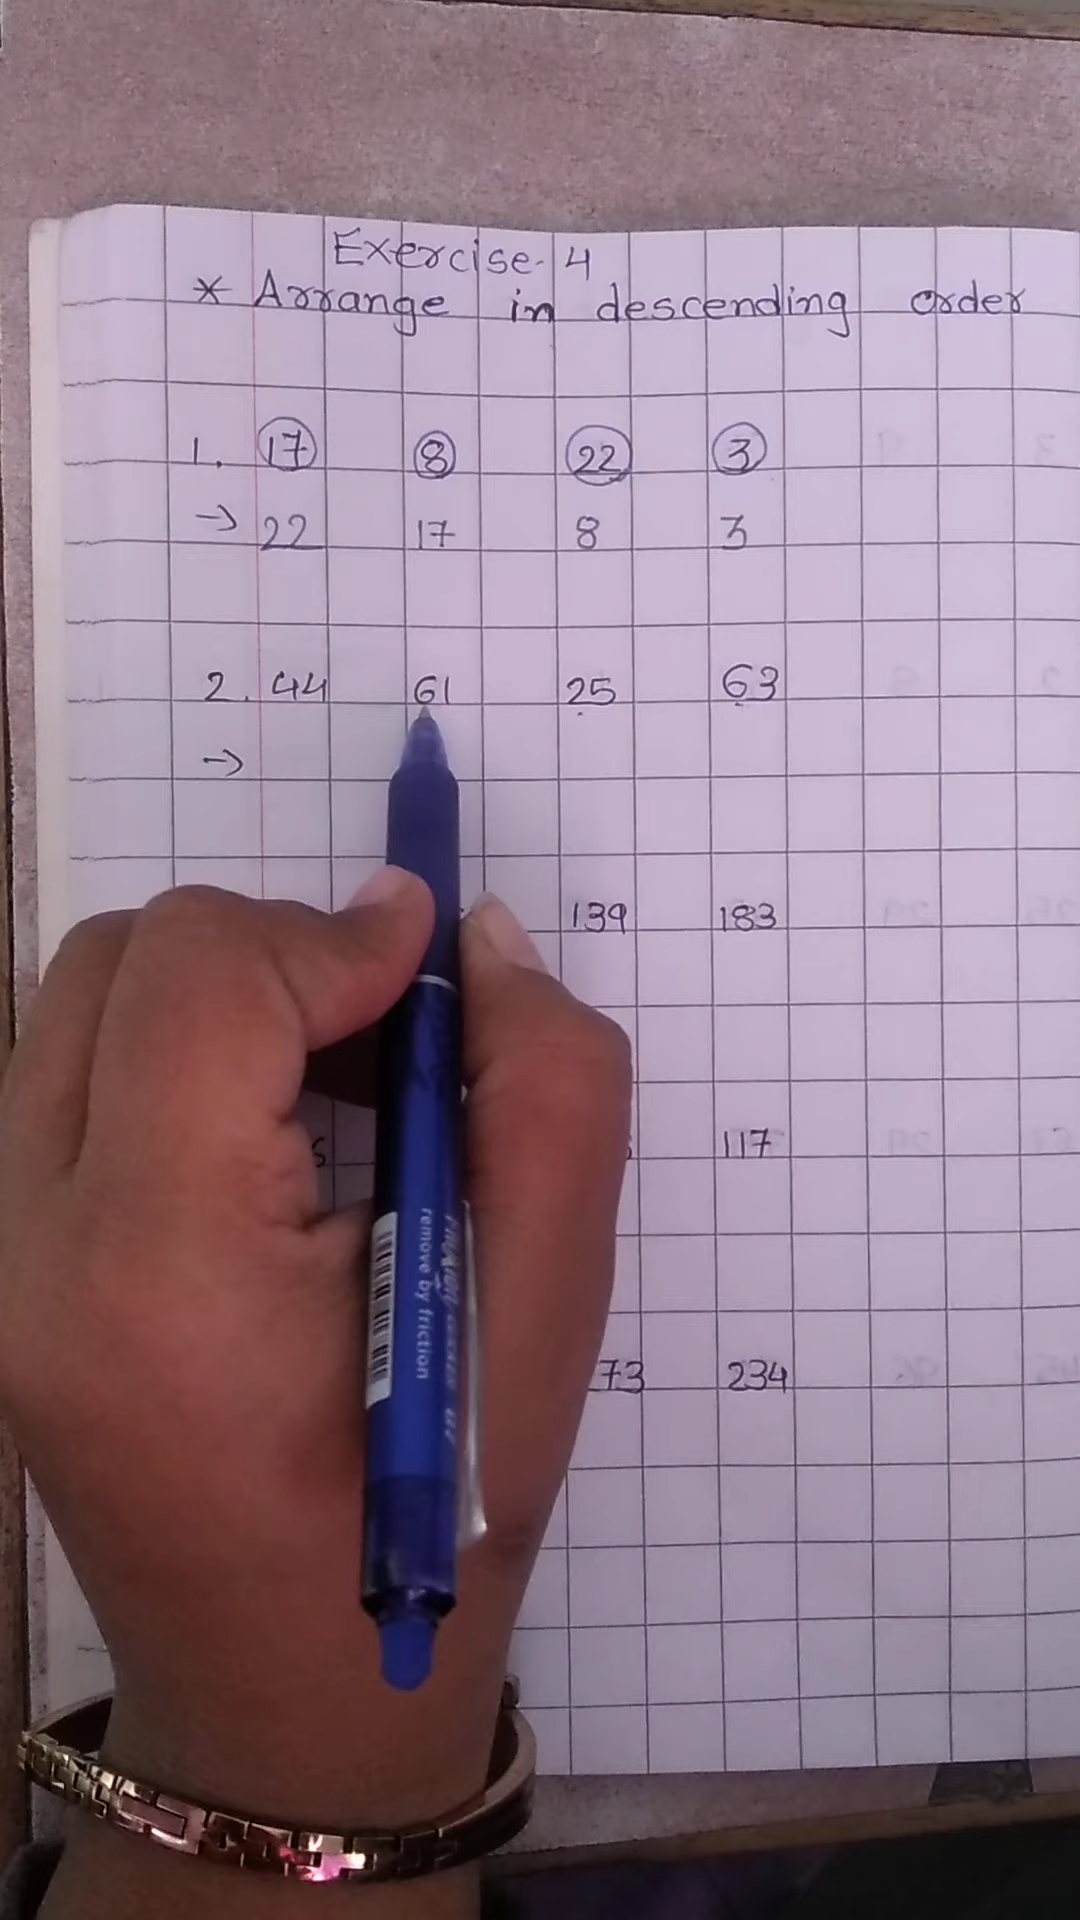 Exercise-4
* Arrange in descending order
1. 17 8 22 3
→ 22 17 8 3
2. 44 61 25 63
→
139 183
117
73 234
remove by friction